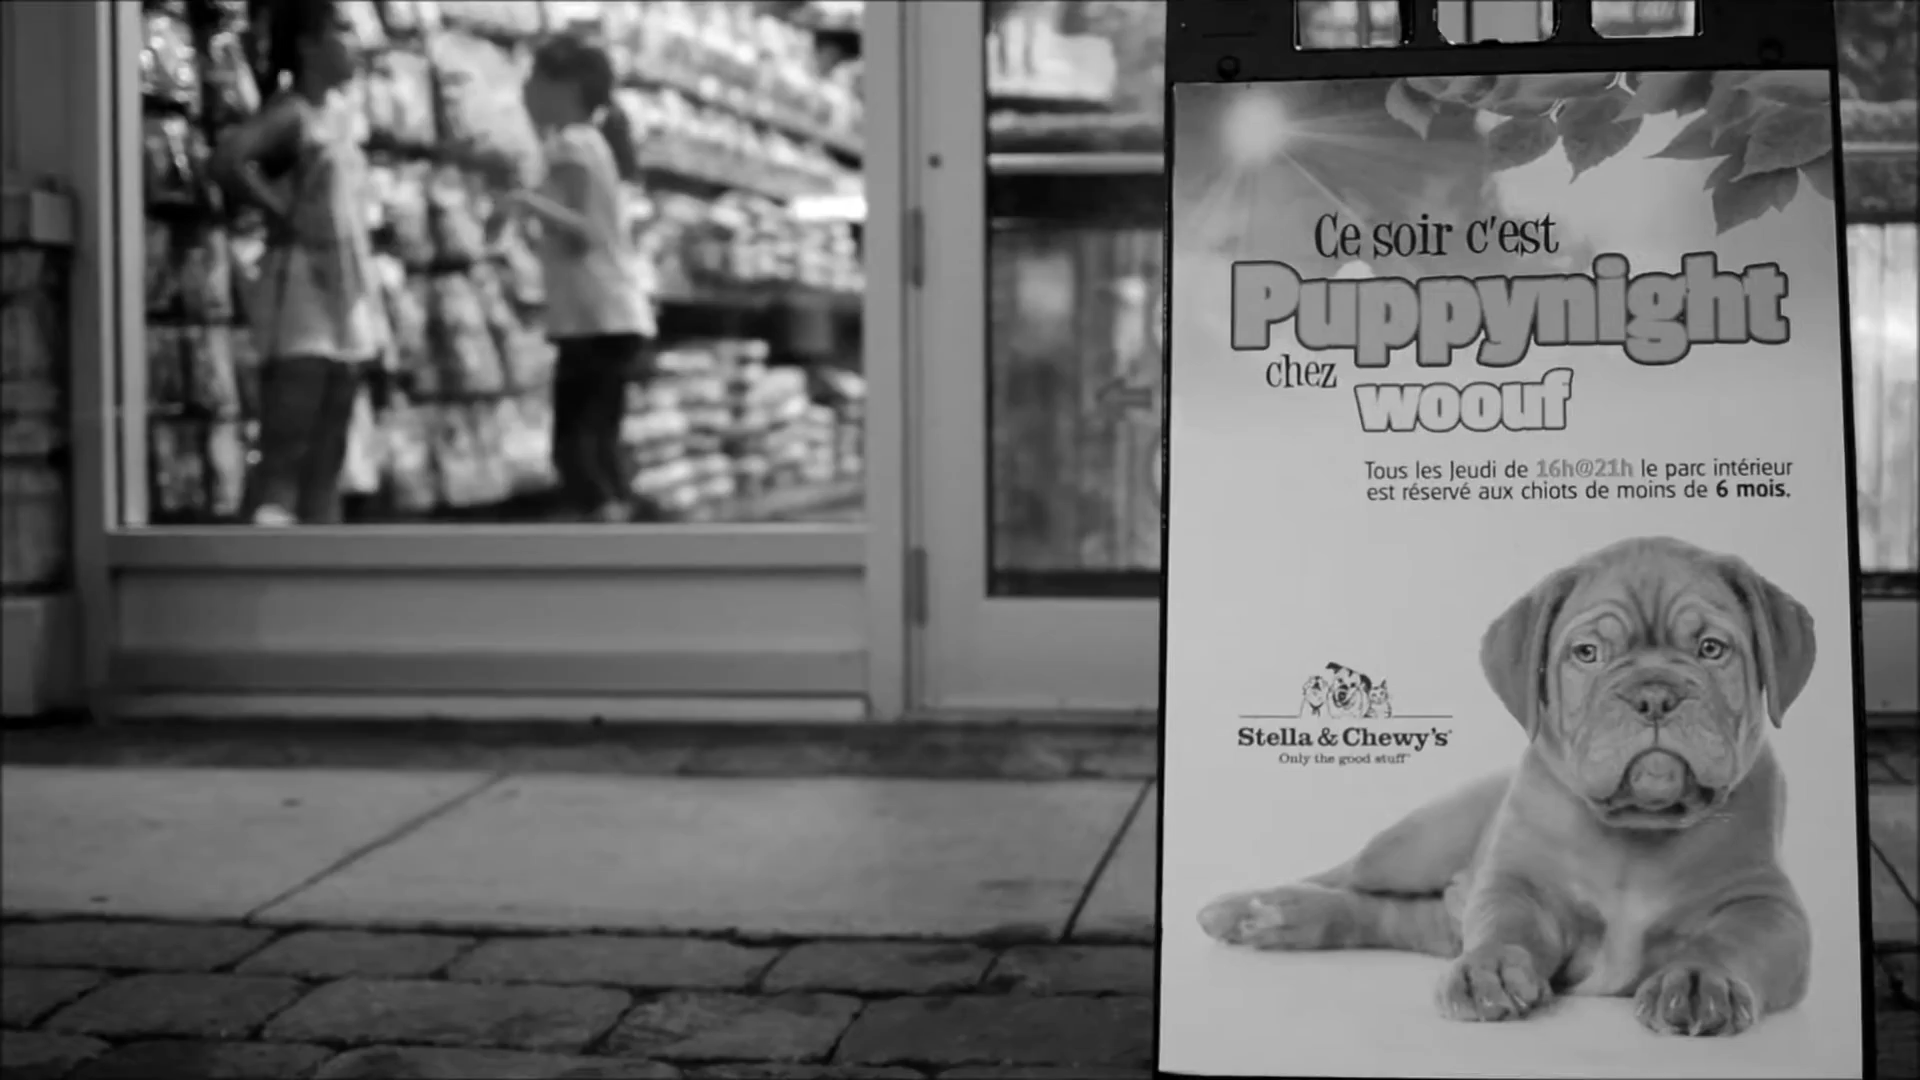 Ce soir c'est
Puppynight
chez woouf
Tous les Jeudi de 16h@21h le parc intérieur
est réservé aux chiots de moins de 6 mois.
Stella & Chewy's
Only the good stuff